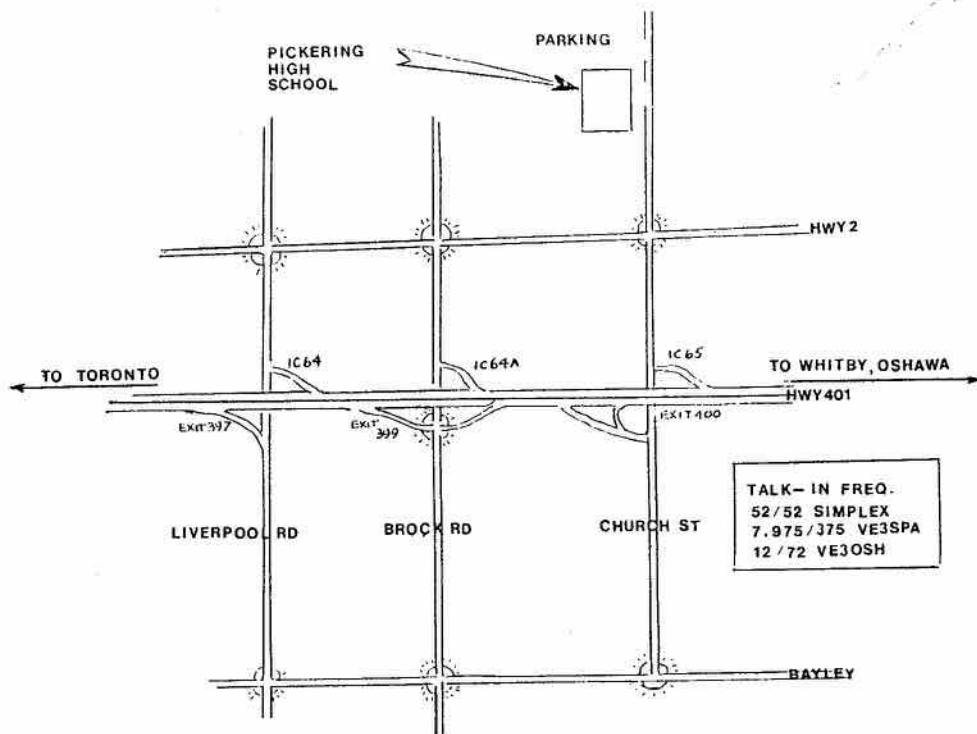 PARKING
PICKERING
HIGH
SCHOOL
HWY 2
IC64
IC64A
IC65
TO TORONTO
TO WHITBY, OSHAWA
HWY401
EXIT 397
EXIT
399
EXIT 400
LIVERPOOL RD
BROCK RD
CHURCH ST
TALK-IN FREQ.
52/52 SIMPLEX
7.975/375 VE3SPA
12/72 VE3OSH
BAYLEY